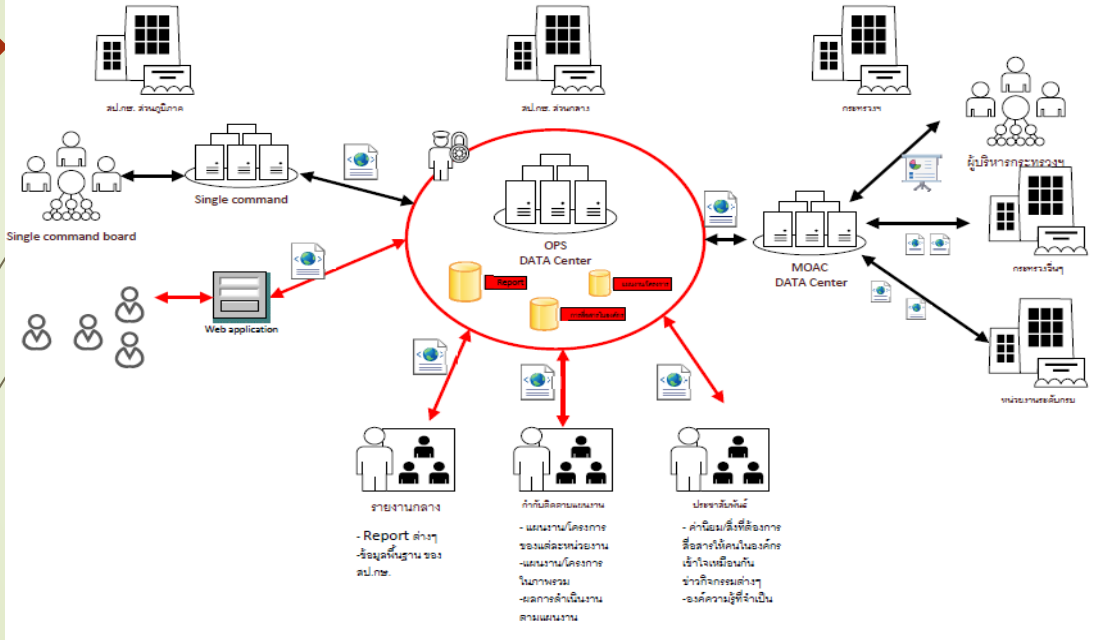 สป.กษ. ส่วนภูมิภาค
สป.กษ. ส่วนกลาง
กระทรวงฯ
ผู้บริหารกระทรวงฯ
Single command
Single command board
OPS
DATA Center
MOAC
DATA Center
กระทรวงอื่นๆ
Report
แผนงาน/โครงการ
Web application
หน่วยงานระดับกรม
รายงานกลาง
- Report ต่างๆ
-ข้อมูลพื้นฐาน ของ
สป.กษ.
กำกับติดตามแผนงาน
- แผนงาน/โครงการ
ของแต่ละหน่วยงาน
-แผนงาน/โครงการ
ในภาพรวม
-ผลการดำเนินงาน
ตามแผนงาน
ประชาสัมพันธ์
- ค่านิยม/สิ่งที่ต้องการ
สื่อสารให้คนในองค์กร
เข้าใจเหมือนกัน
ข่าวกิจกรรมต่างๆ
-องค์ความรู้ที่จำเป็น